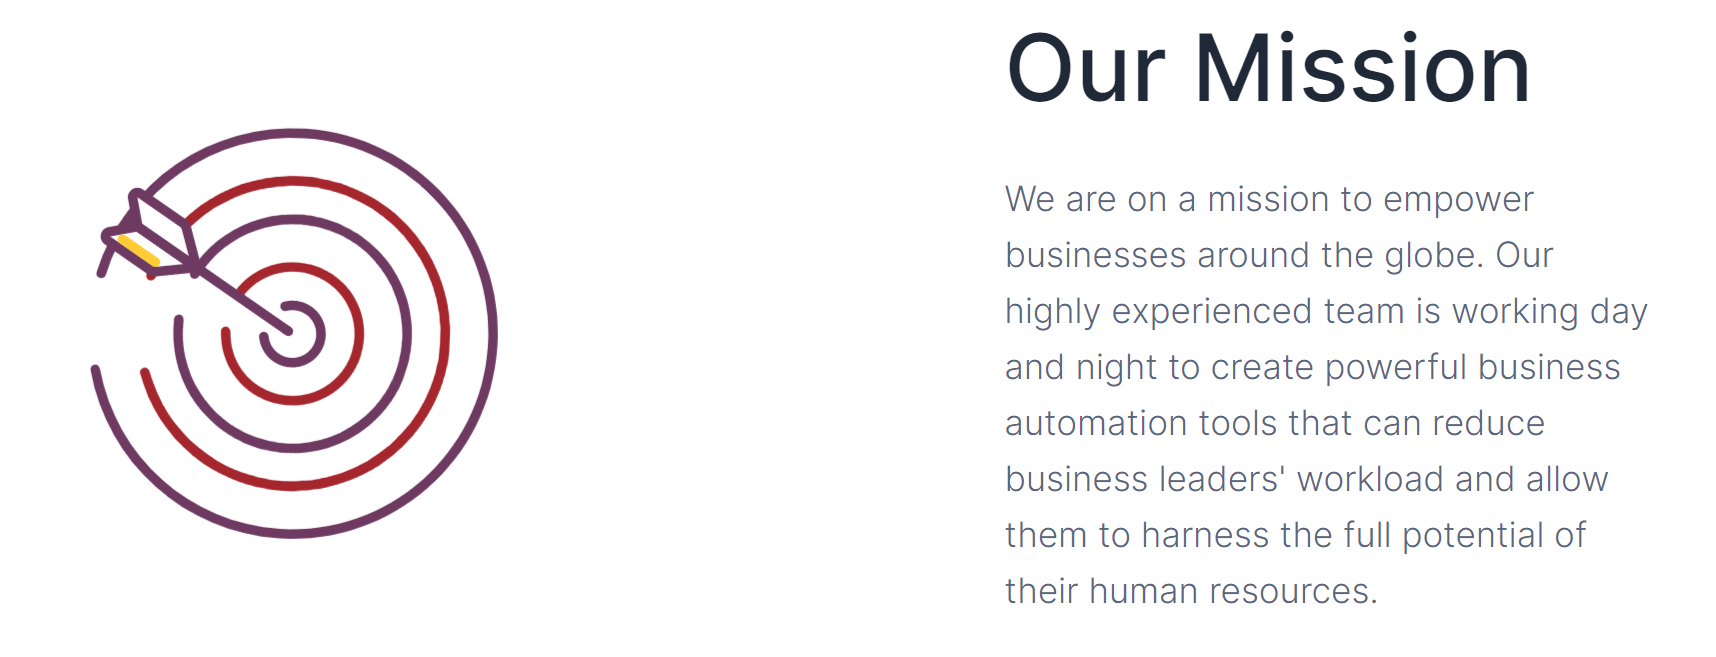 Our Mission
We are on a mission to empower
businesses around the globe. Our
highly experienced team is working day
and night to create powerful business
automation tools that can reduce
business leaders' workload and allow
them to harness the full potential of
their human resources.